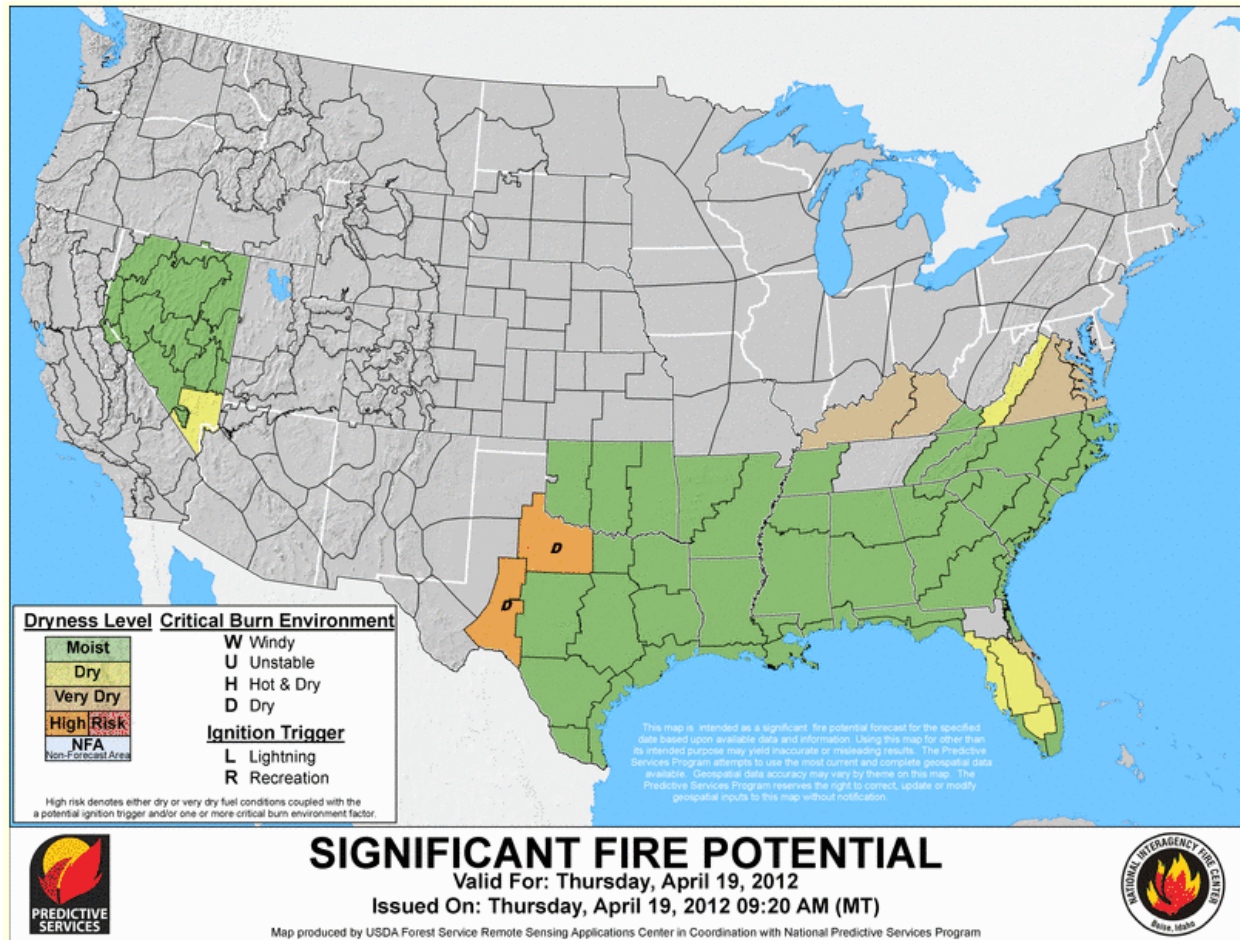 D
D
Dryness Level
Moist
Dry
Very Dry
High Risk
NFA
Non-Forecast Area
Critical Burn Environment
W Windy
U Unstable
H Hot & Dry
D Dry
Ignition Trigger
L Lightning
R Recreation
High risk denotes either dry or very dry fuel conditions coupled with the
a potential ignition trigger and/or one or more critical burn environment factor.
This map is intended as a significant fire potential forecast for the specified
date based upon available data and information. Using this map for other than
its intended purpose may yield inaccurate or misleading results. The Predictive
Services Program attempts to use the most current and complete geospatial data
available. Geospatial data accuracy may vary by theme on this map. The
Predictive Services Program reserves the right to correct, update or modify
geospatial inputs to this map without notification.
PREDICTIVE
SERVICES
SIGNIFICANT FIRE POTENTIAL
Valid For: Thursday, April 19, 2012
Issued On: Thursday, April 19, 2012 09:20 AM (MT)
Map produced by USDA Forest Service Remote Sensing Applications Center in Coordination with National Predictive Services Program
NATIONAL INTERAGENCY FIRE CENTER
Boise, Idaho